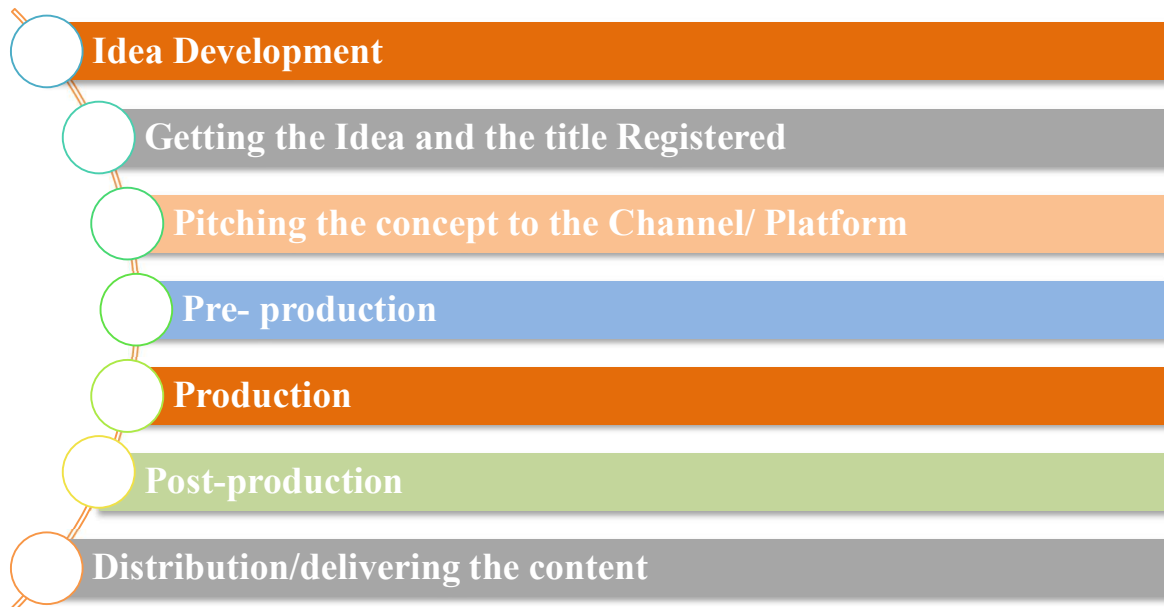 Idea Development
Getting the Idea and the title Registered
Pitching the concept to the Channel/ Platform
Pre- production
Production
Post-production
Distribution/delivering the content